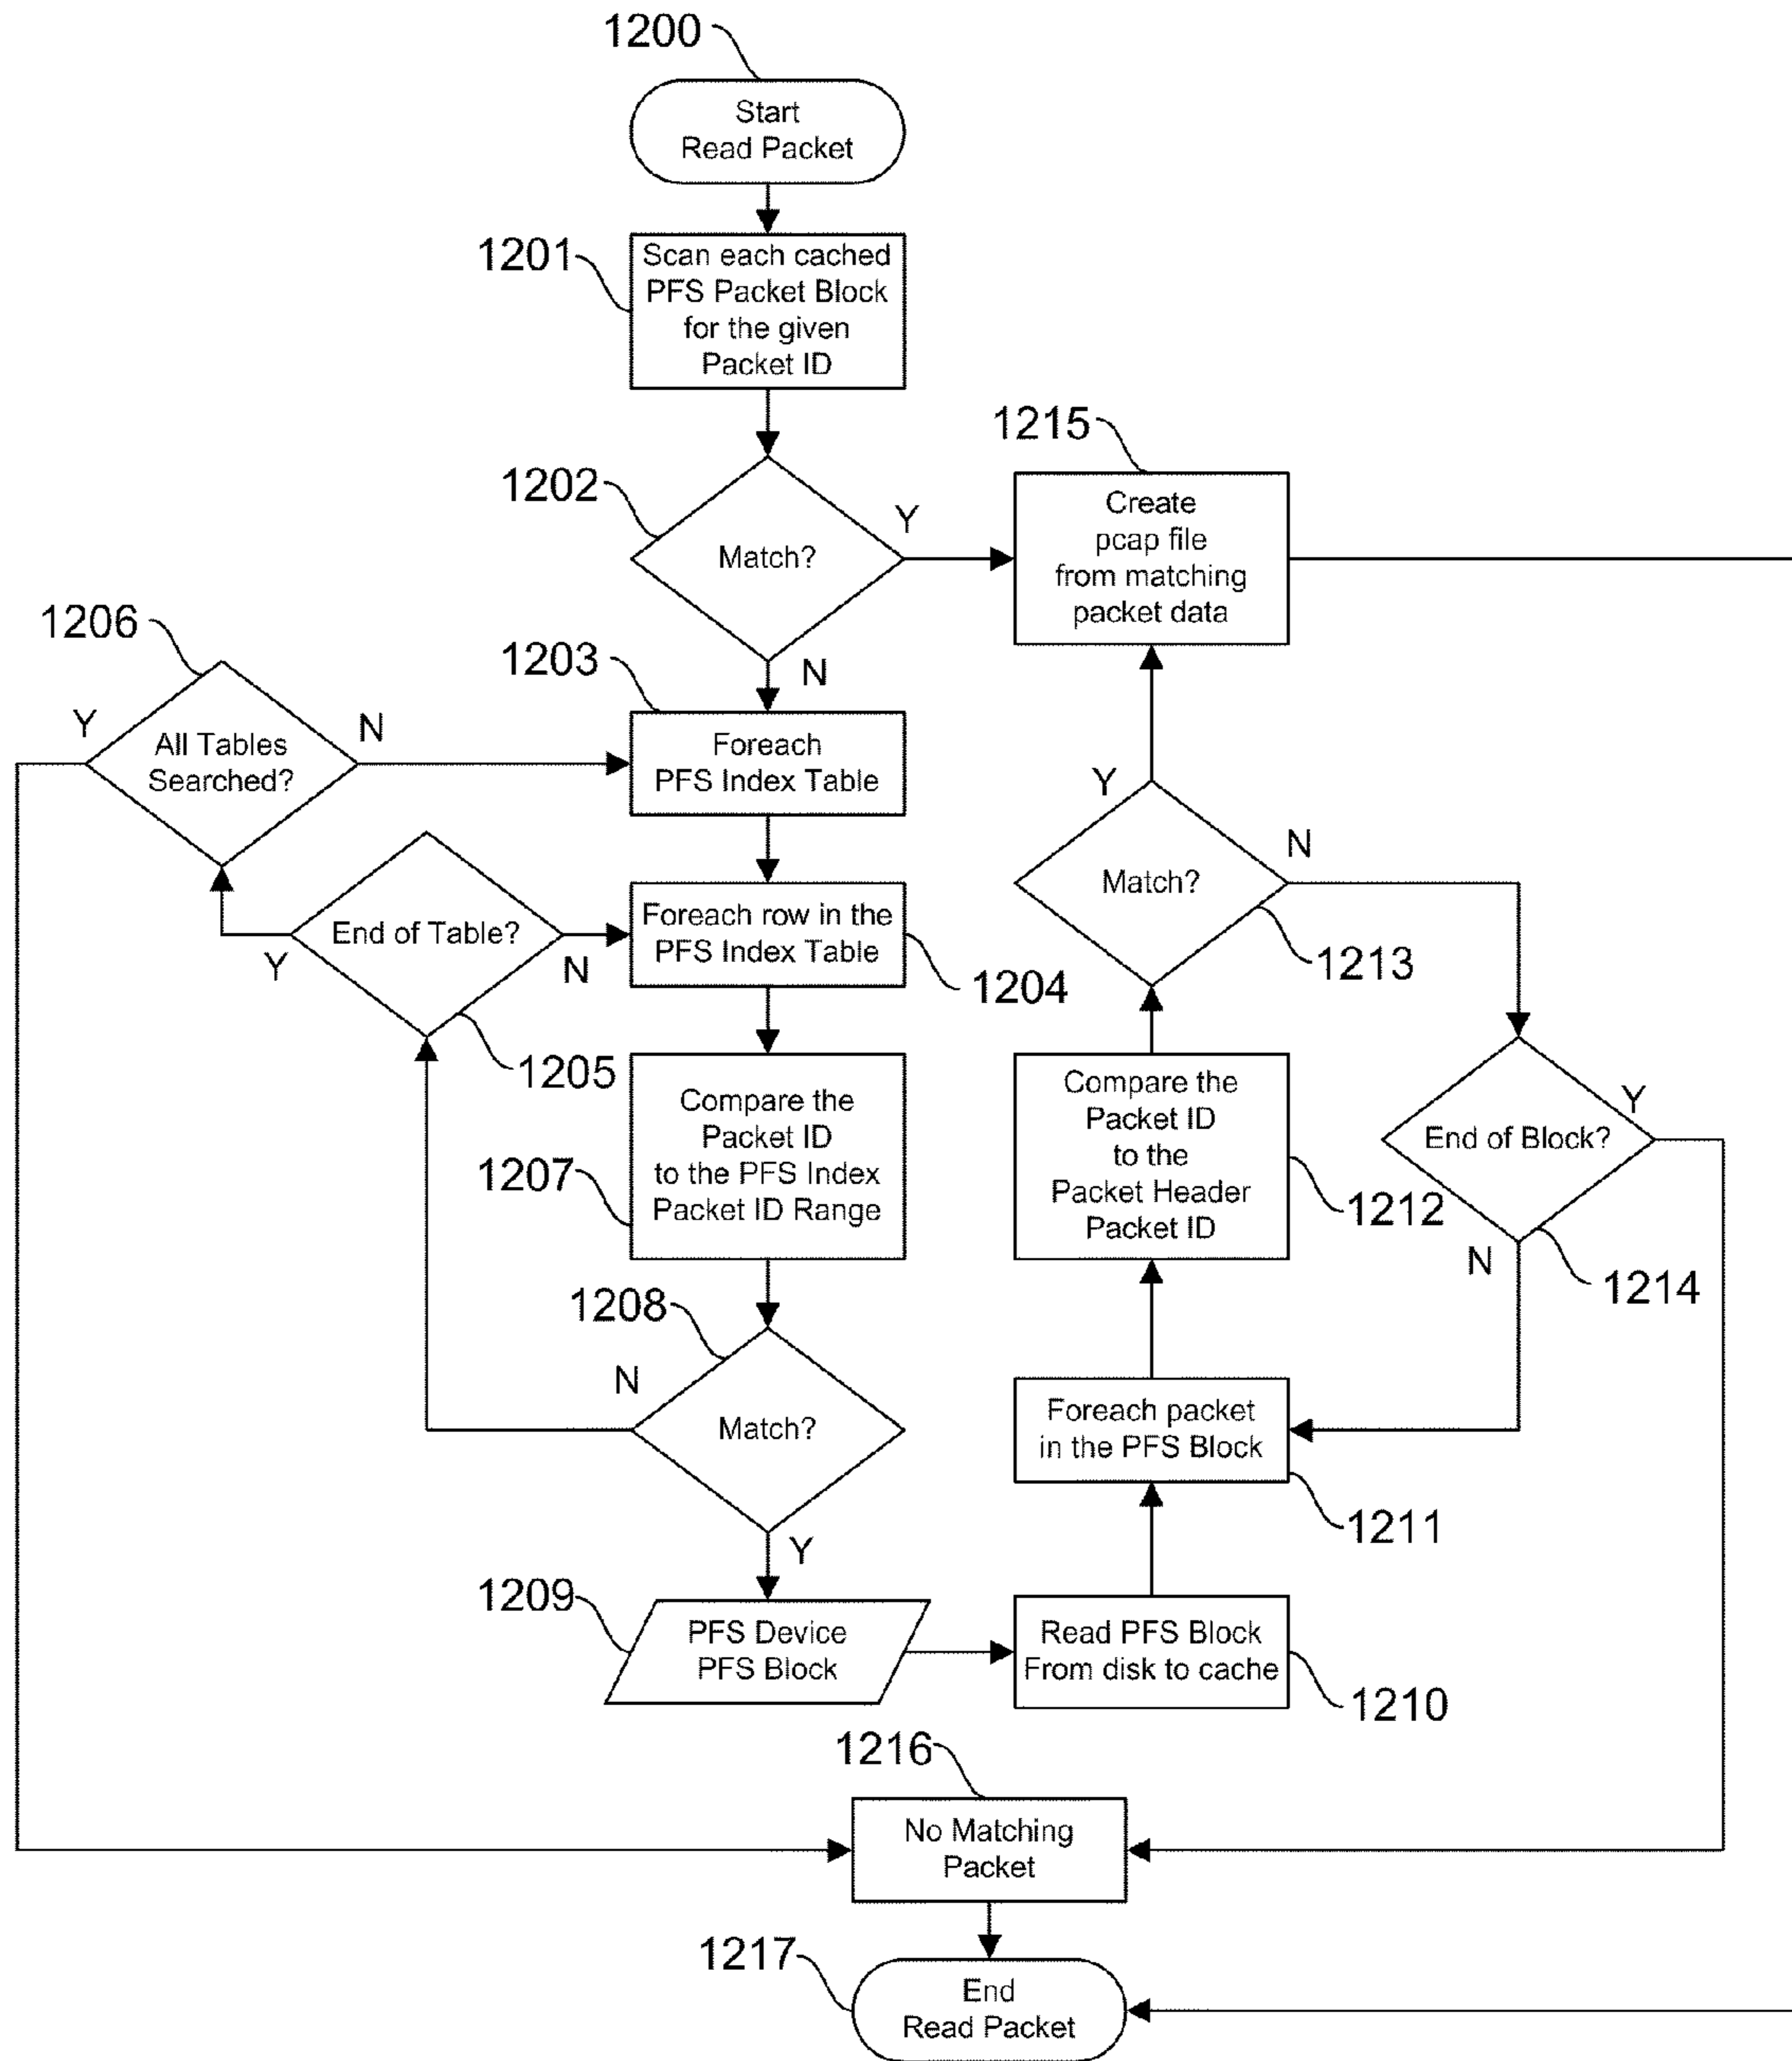 1200
Start
Read Packet
1201
Scan each cached
PFS Packet Block
for the given
Packet ID
1202
Match?
Y
N
1215
Create
pcap file
from matching
packet data
1206
Y
All Tables
Searched?
N
1203
Foreach
PFS Index Table
Y
Match?
N
1213
End of Table?
Y
N
1205
Foreach row in the
PFS Index Table
1204
Compare the
Packet ID
to the PFS Index
Packet ID Range
1207
Compare the
Packet ID
to the
Packet Header
Packet ID
1212
End of Block?
Y
N
1214
1208
N
Match?
Y
Foreach packet
in the PFS Block
1211
1209
PFS Device
PFS Block
Read PFS Block
From disk to cache
1210
1216
No Matching
Packet
1217
End
Read Packet